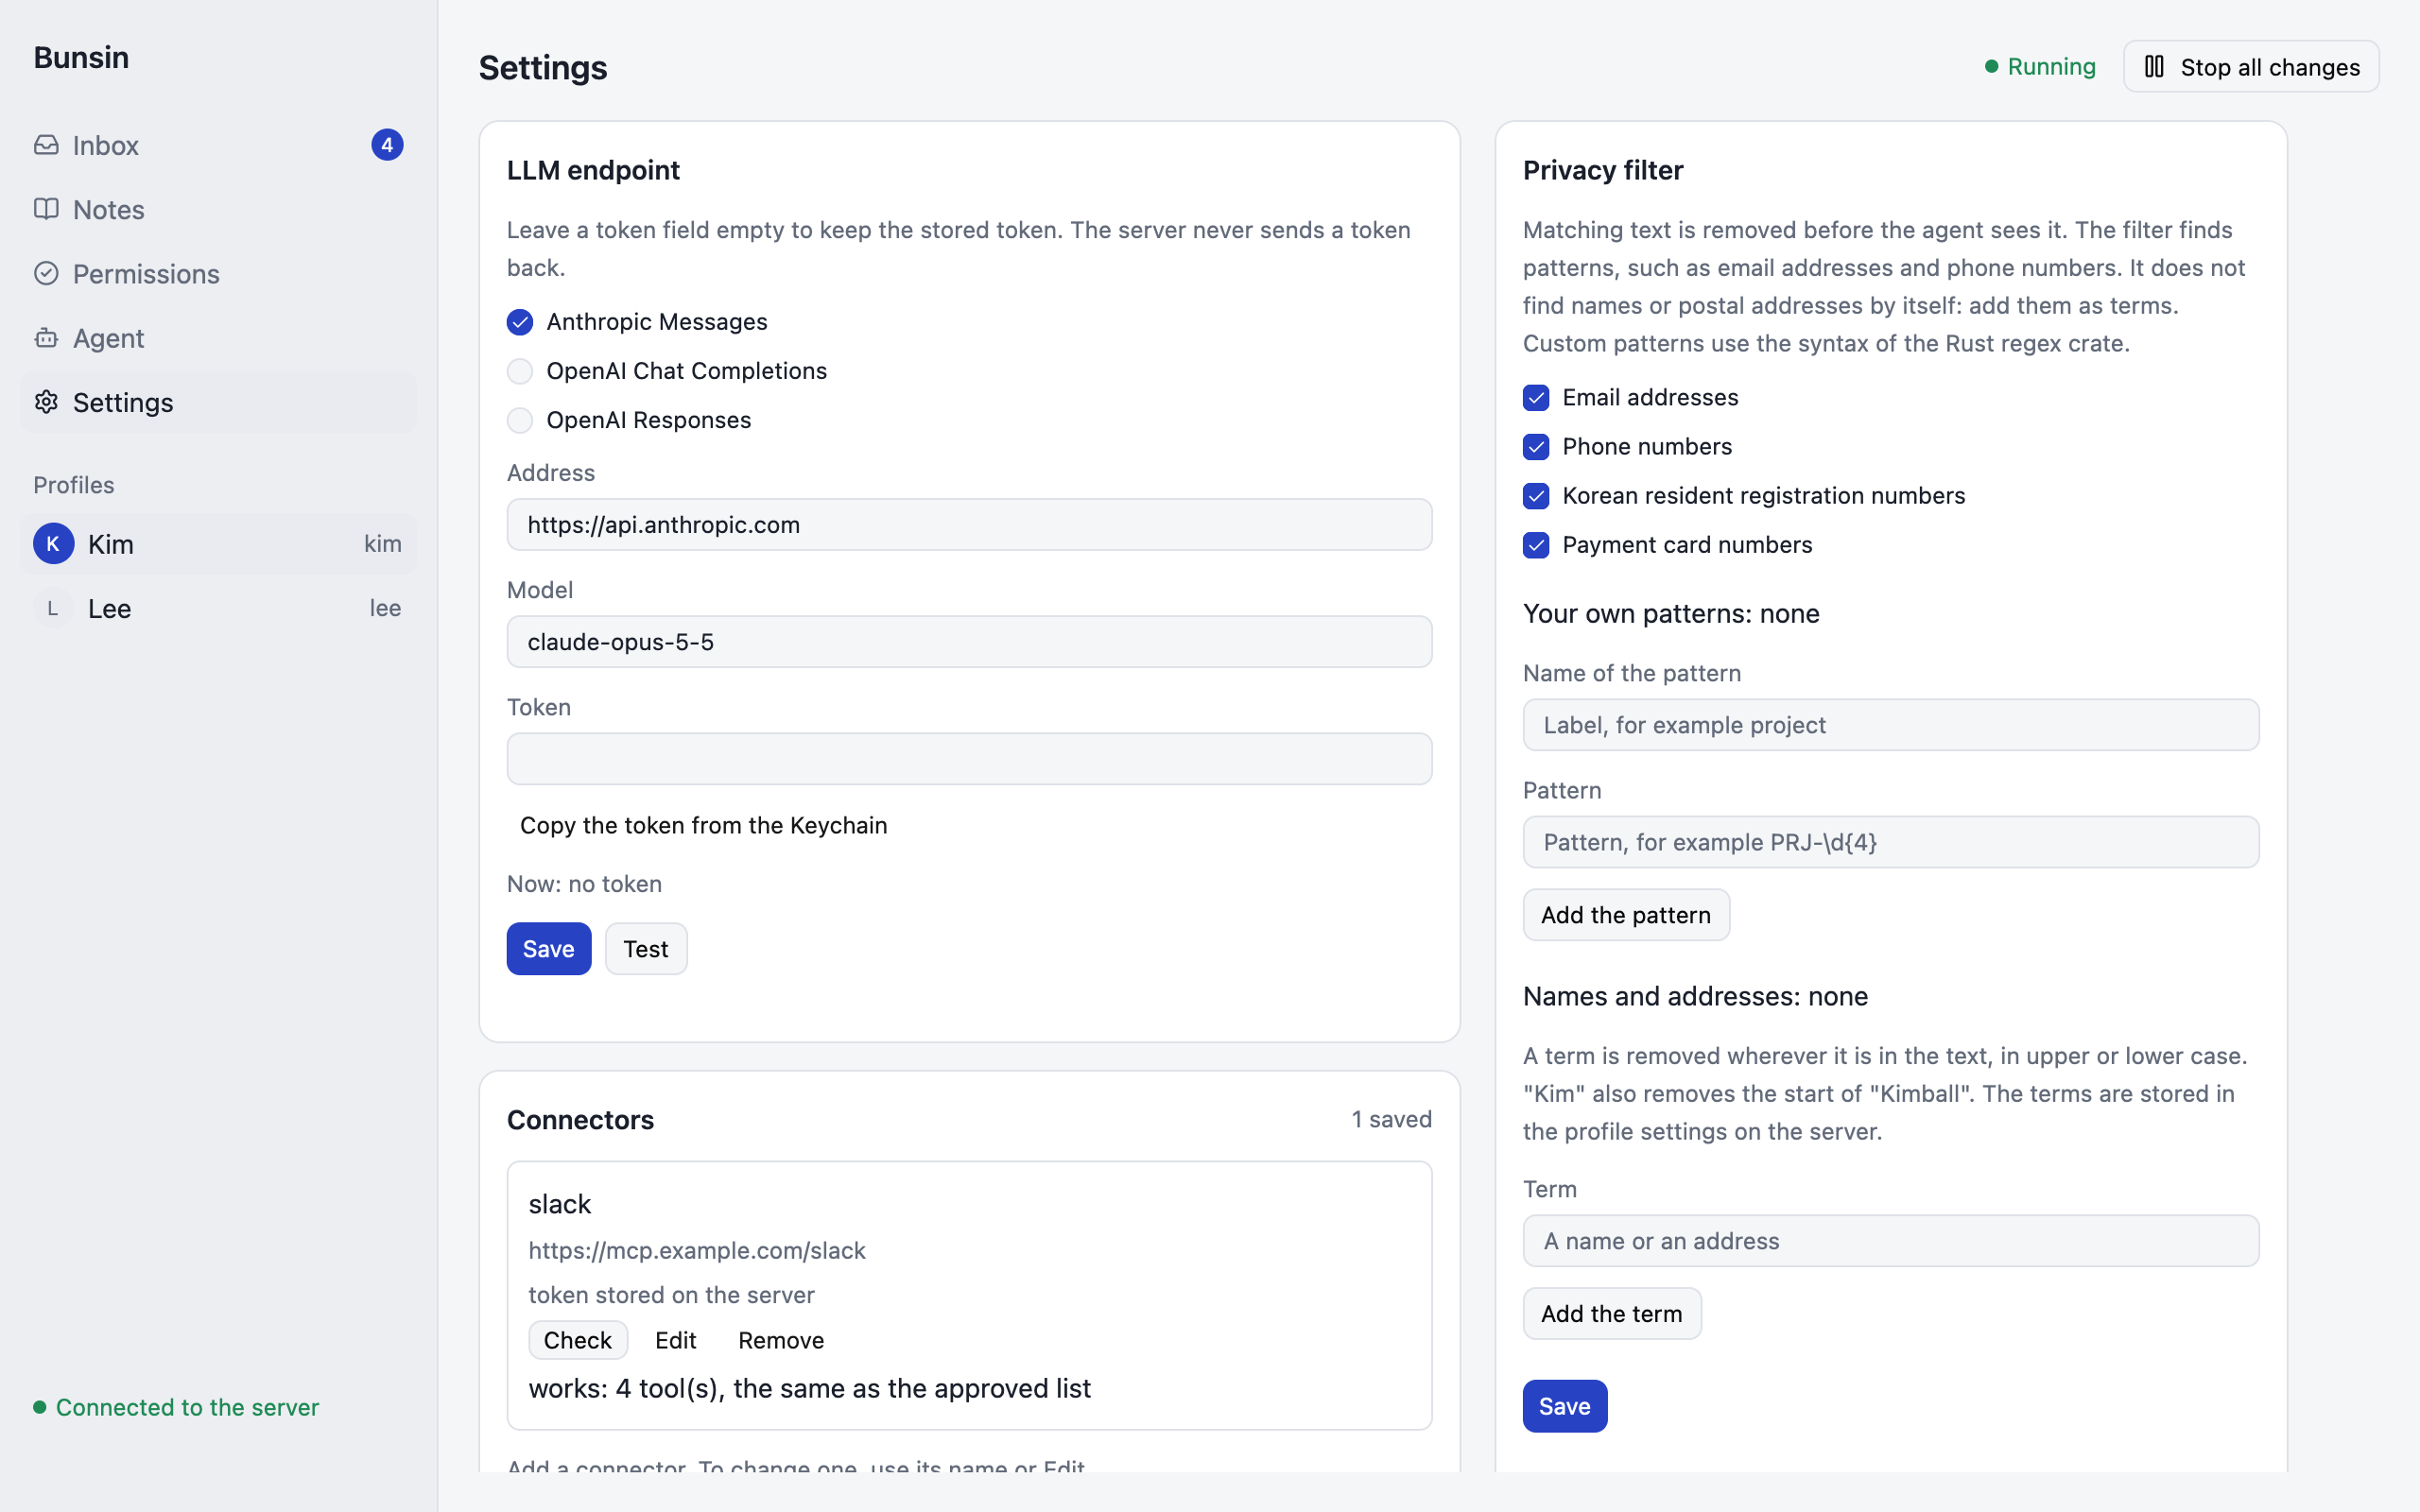 Bunsin
Inbox
4
Notes
Permissions
Agent
Settings
Profiles
K
Kim
kim
L
Lee
lee
Connected to the server
Settings
Running
Stop all changes
LLM endpoint
Leave a token field empty to keep the stored token. The server never sends a token
back.
Anthropic Messages
OpenAI Chat Completions
OpenAI Responses
Address
https://api.anthropic.com
Model
claude-opus-5-5
Token
Copy the token from the Keychain
Now: no token
Save
Test
Connectors
1 saved
slack
https://mcp.example.com/slack
token stored on the server
Check
Edit
Remove
works: 4 tool(s), the same as the approved list
Add a connector. To change one, use its name or Edit.
Privacy filter
Matching text is removed before the agent sees it. The filter finds
patterns, such as email addresses and phone numbers. It does not
find names or postal addresses by itself: add them as terms.
Custom patterns use the syntax of the Rust regex crate.
Email addresses
Phone numbers
Korean resident registration numbers
Payment card numbers
Your own patterns: none
Name of the pattern
Label, for example project
Pattern
Pattern, for example PRJ-\d{4}
Add the pattern
Names and addresses: none
A term is removed wherever it is in the text, in upper or lower case.
"Kim" also removes the start of "Kimball". The terms are stored in
the profile settings on the server.
Term
A name or an address
Add the term
Save